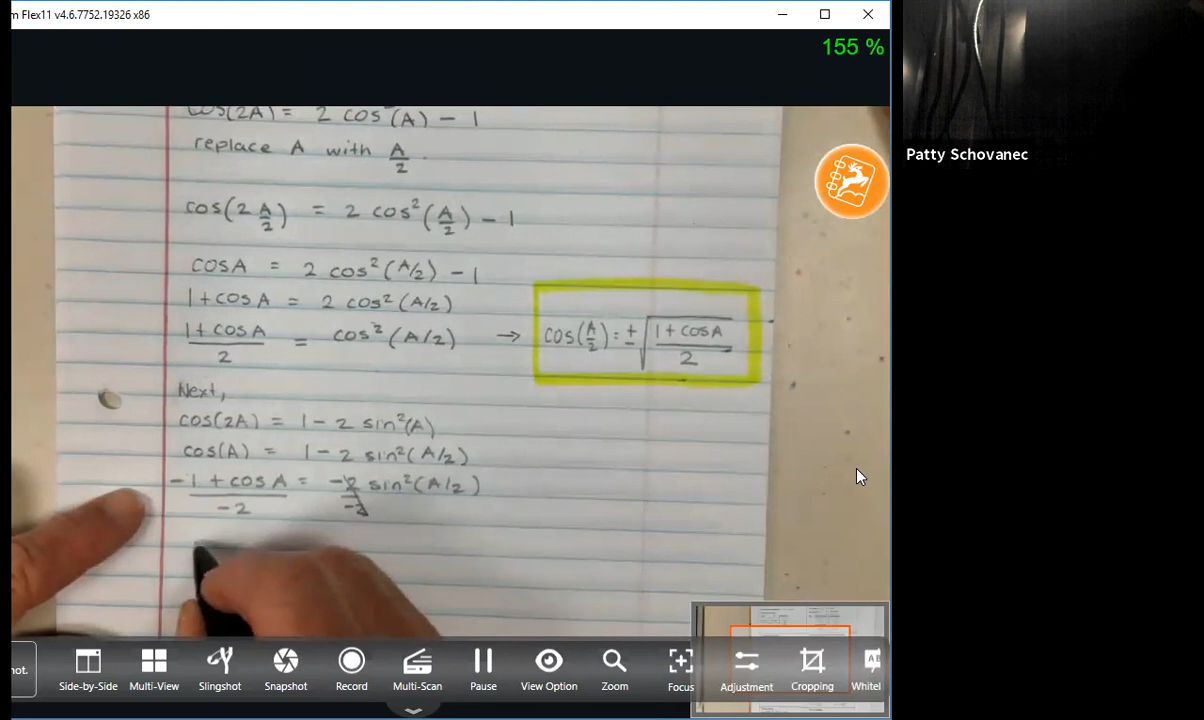 m Flex11 v4.6.7752.19326 x86
155 %
Patty Schovanec
cos(2A) = 2 cos²(A) - 1
replace A with A/2
cos(2 A/2) = 2 cos²(A/2) - 1
cosA = 2 cos²(A/2) - 1
1 + cosA = 2 cos²(A/2)
1 + cosA / 2 = cos²(A/2) → cos(A/2) = ± √(1 + cosA / 2)
Next,
cos(2A) = 1 - 2 sin²(A)
cos(A) = 1 - 2 sin²(A/2)
-1 + cosA / -2 = -2 sin²(A/2) / -2
not.
Side-by-Side
Multi-View
Slingshot
Snapshot
Record
Multi-Scan
Pause
View Option
Zoom
Focus
Adjustment
Cropping
Whitel